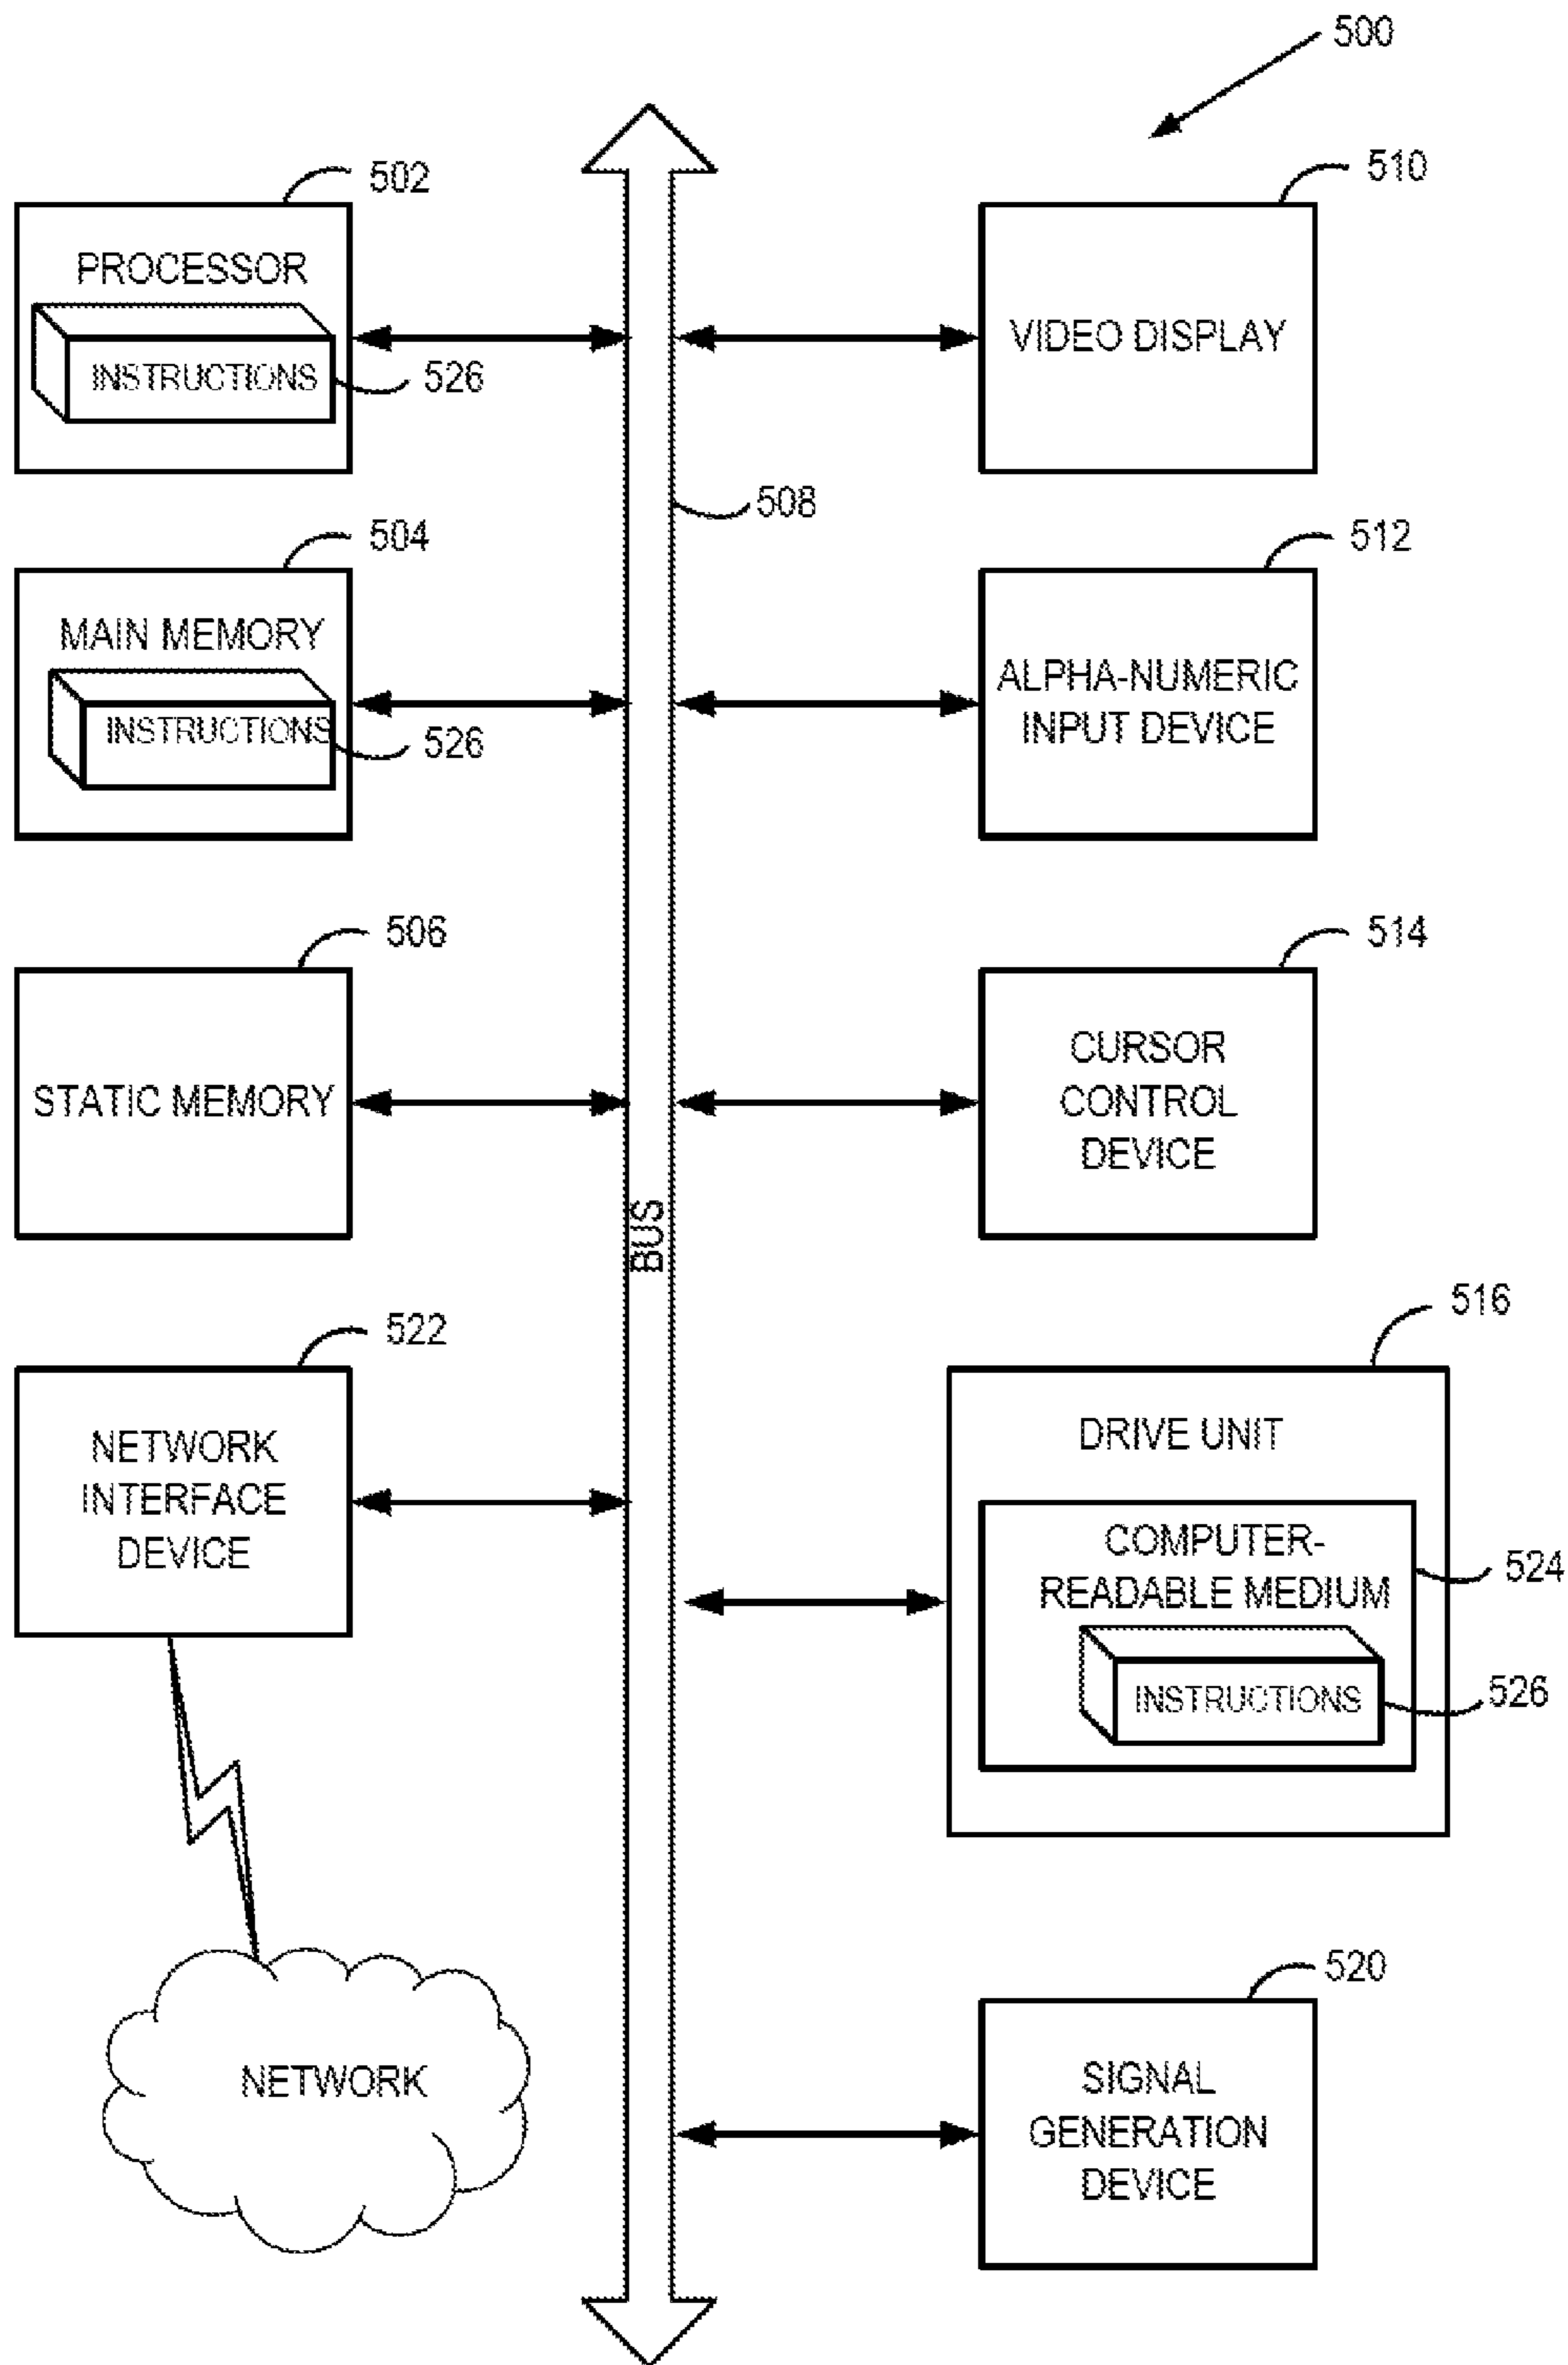 500
502
PROCESSOR
INSTRUCTIONS
526
510
VIDEO DISPLAY
508
504
MAIN MEMORY
INSTRUCTIONS
526
512
ALPHA-NUMERIC
INPUT DEVICE
506
STATIC MEMORY
514
CURSOR
CONTROL
DEVICE
BUS
522
NETWORK
INTERFACE
DEVICE
516
DRIVE UNIT
COMPUTER-
READABLE MEDIUM
524
INSTRUCTIONS
526
NETWORK
520
SIGNAL
GENERATION
DEVICE